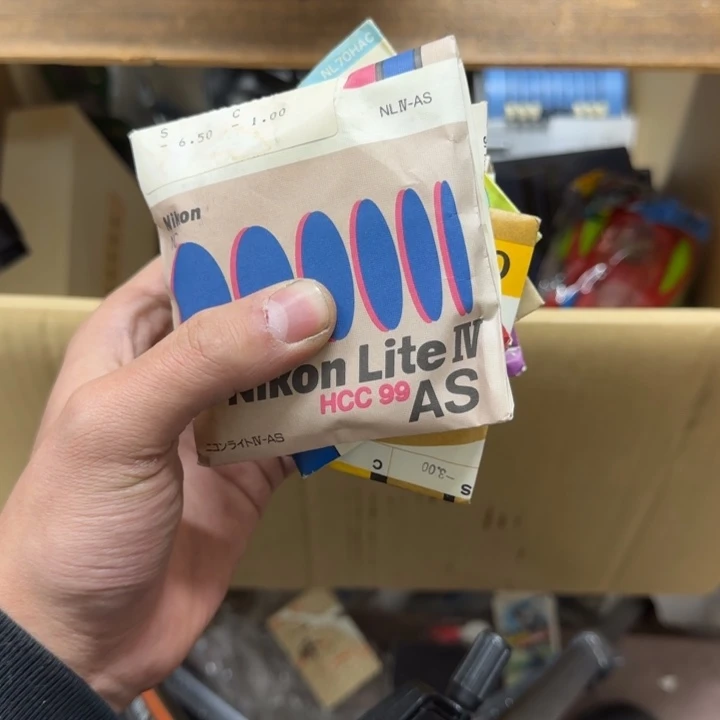 NL70HAC
S C
- 6.50 - 1.00
NLⅣ-AS
Nikon
Nikon Lite Ⅳ
HCC 99 AS
ニコンライトⅣ-AS
S C
-3.00